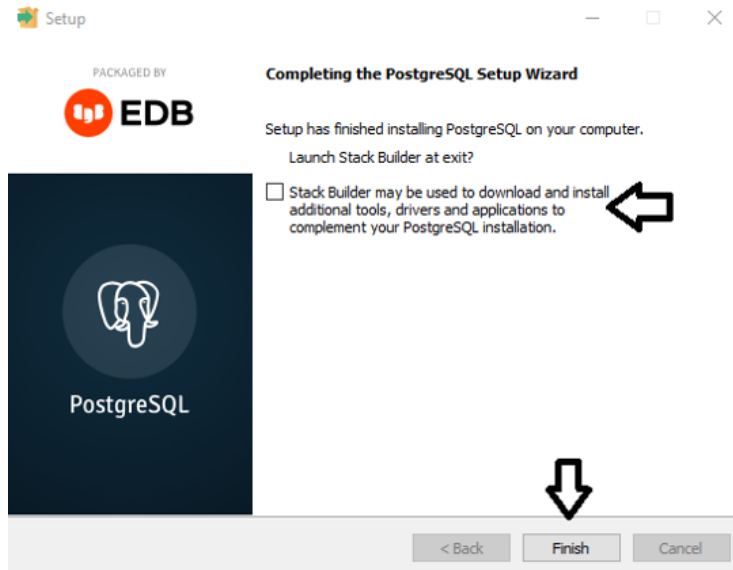 Setup
PACKAGED BY
EDB
PostgreSQL
Completing the PostgreSQL Setup Wizard
Setup has finished installing PostgreSQL on your computer.
Launch Stack Builder at exit?
Stack Builder may be used to download and install
additional tools, drivers and applications to
complement your PostgreSQL installation.
< Back
Finish
Cancel